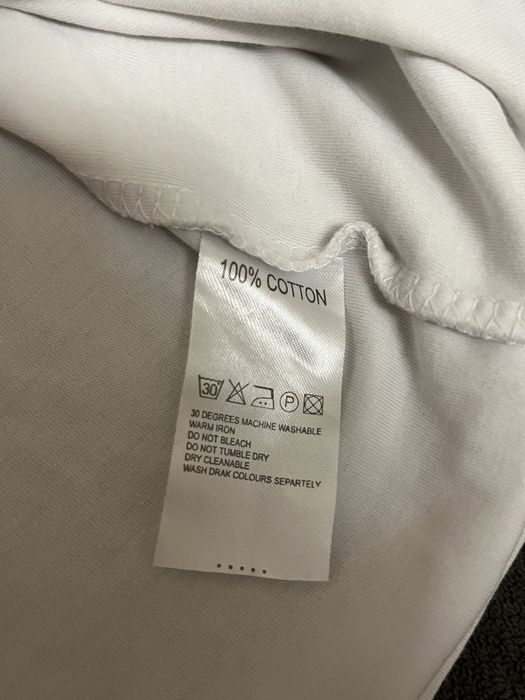 100% COTTON
30 P
30 DEGREES MACHINE WASHABLE
WARM IRON
DO NOT BLEACH
DO NOT TUMBLE DRY
DRY CLEANABLE
WASH DRAK COLOURS SEPARTELY